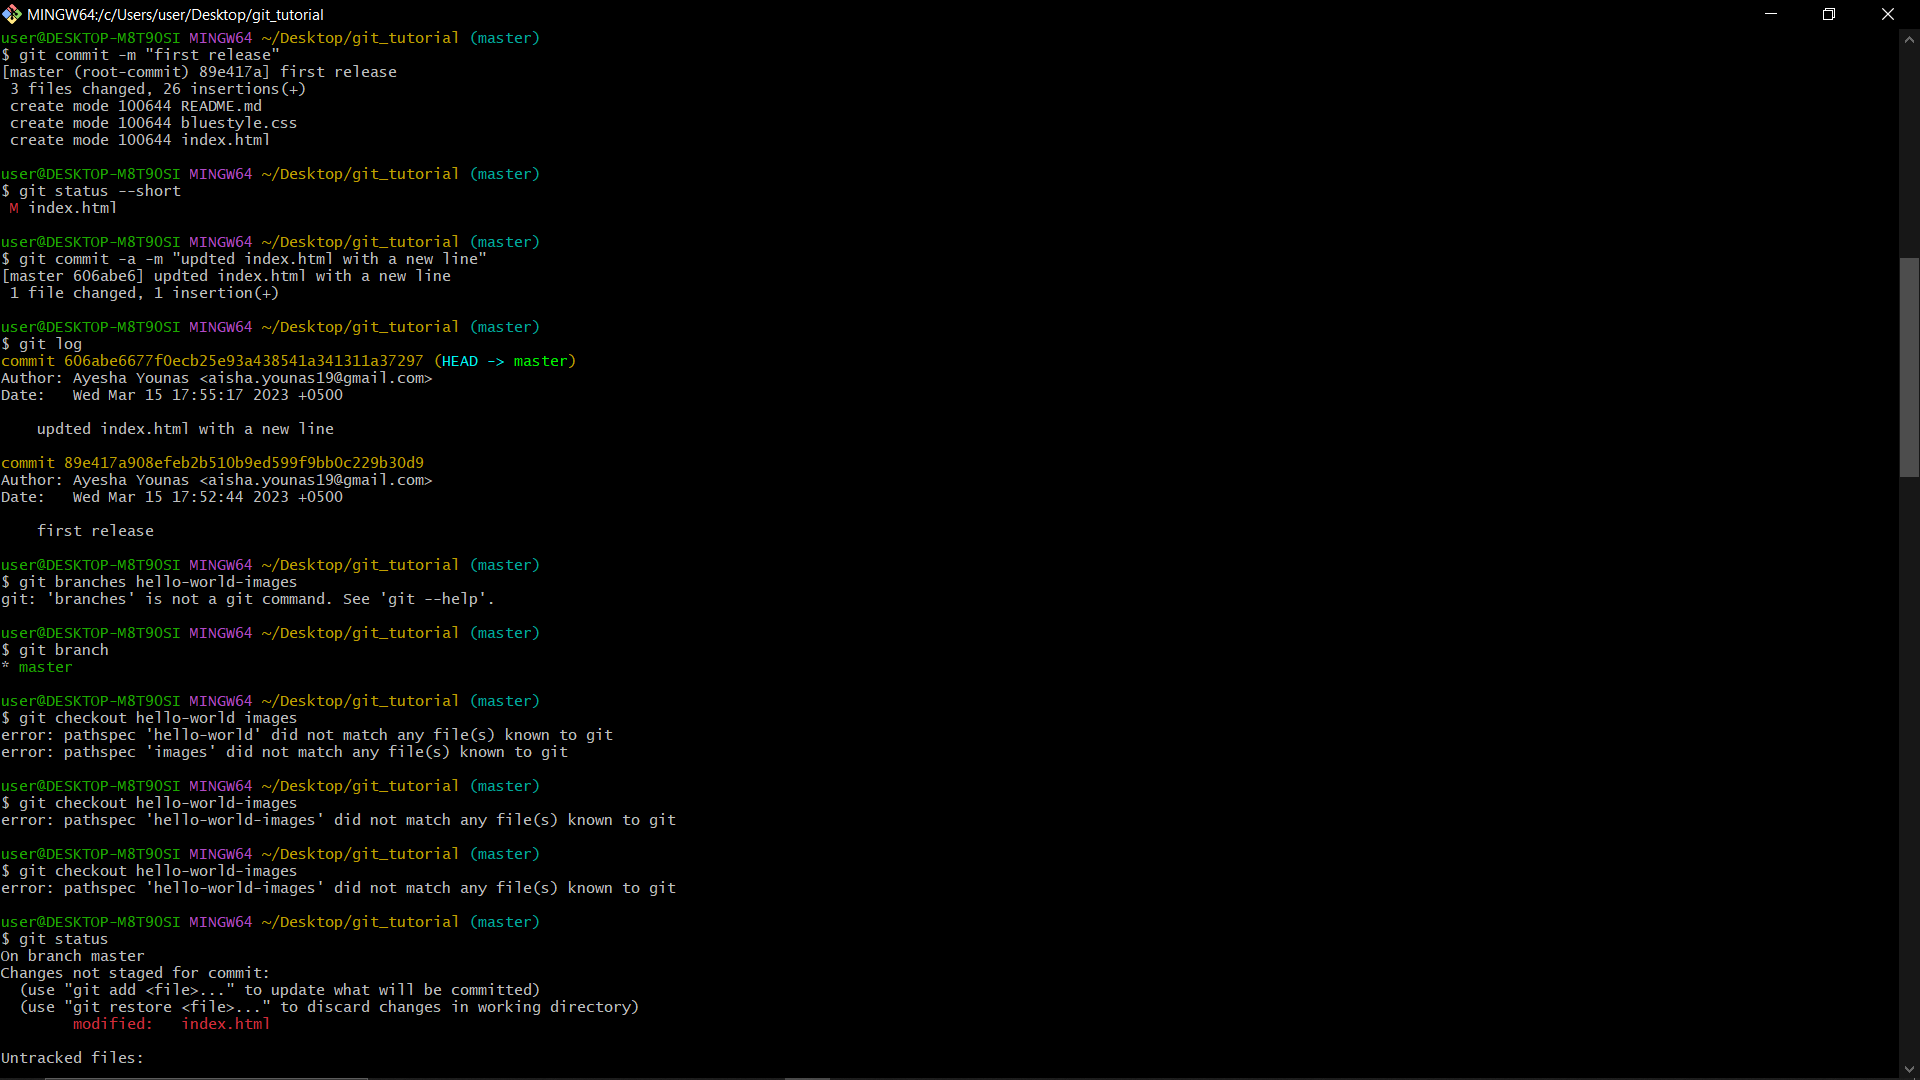 MINGW64:/c/Users/user/Desktop/git_tutorial
user@DESKTOP-M8T9OSI MINGW64 ~/Desktop/git_tutorial (master)
$ git commit -m "first release"
[master (root-commit) 89e417a] first release
 3 files changed, 26 insertions(+)
 create mode 100644 README.md
 create mode 100644 bluestyle.css
 create mode 100644 index.html
user@DESKTOP-M8T9OSI MINGW64 ~/Desktop/git_tutorial (master)
$ git status --short
 M index.html
user@DESKTOP-M8T9OSI MINGW64 ~/Desktop/git_tutorial (master)
$ git commit -a -m "updted index.html with a new line"
[master 606abe6] updted index.html with a new line
 1 file changed, 1 insertion(+)
user@DESKTOP-M8T9OSI MINGW64 ~/Desktop/git_tutorial (master)
$ git log
commit 606abe6677f0ecb25e93a438541a341311a37297 (HEAD -> master)
Author: Ayesha Younas <aisha.younas19@gmail.com>
Date:   Wed Mar 15 17:55:17 2023 +0500
    updted index.html with a new line
commit 89e417a908efeb2b510b9ed599f9bb0c229b30d9
Author: Ayesha Younas <aisha.younas19@gmail.com>
Date:   Wed Mar 15 17:52:44 2023 +0500
    first release
user@DESKTOP-M8T9OSI MINGW64 ~/Desktop/git_tutorial (master)
$ git branches hello-world-images
git: 'branches' is not a git command. See 'git --help'.
user@DESKTOP-M8T9OSI MINGW64 ~/Desktop/git_tutorial (master)
$ git branch
* master
user@DESKTOP-M8T9OSI MINGW64 ~/Desktop/git_tutorial (master)
$ git checkout hello-world images
error: pathspec 'hello-world' did not match any file(s) known to git
error: pathspec 'images' did not match any file(s) known to git
user@DESKTOP-M8T9OSI MINGW64 ~/Desktop/git_tutorial (master)
$ git checkout hello-world-images
error: pathspec 'hello-world-images' did not match any file(s) known to git
user@DESKTOP-M8T9OSI MINGW64 ~/Desktop/git_tutorial (master)
$ git checkout hello-world-images
error: pathspec 'hello-world-images' did not match any file(s) known to git
user@DESKTOP-M8T9OSI MINGW64 ~/Desktop/git_tutorial (master)
$ git status
On branch master
Changes not staged for commit:
  (use "git add <file>..." to update what will be committed)
  (use "git restore <file>..." to discard changes in working directory)
        modified:   index.html
Untracked files: